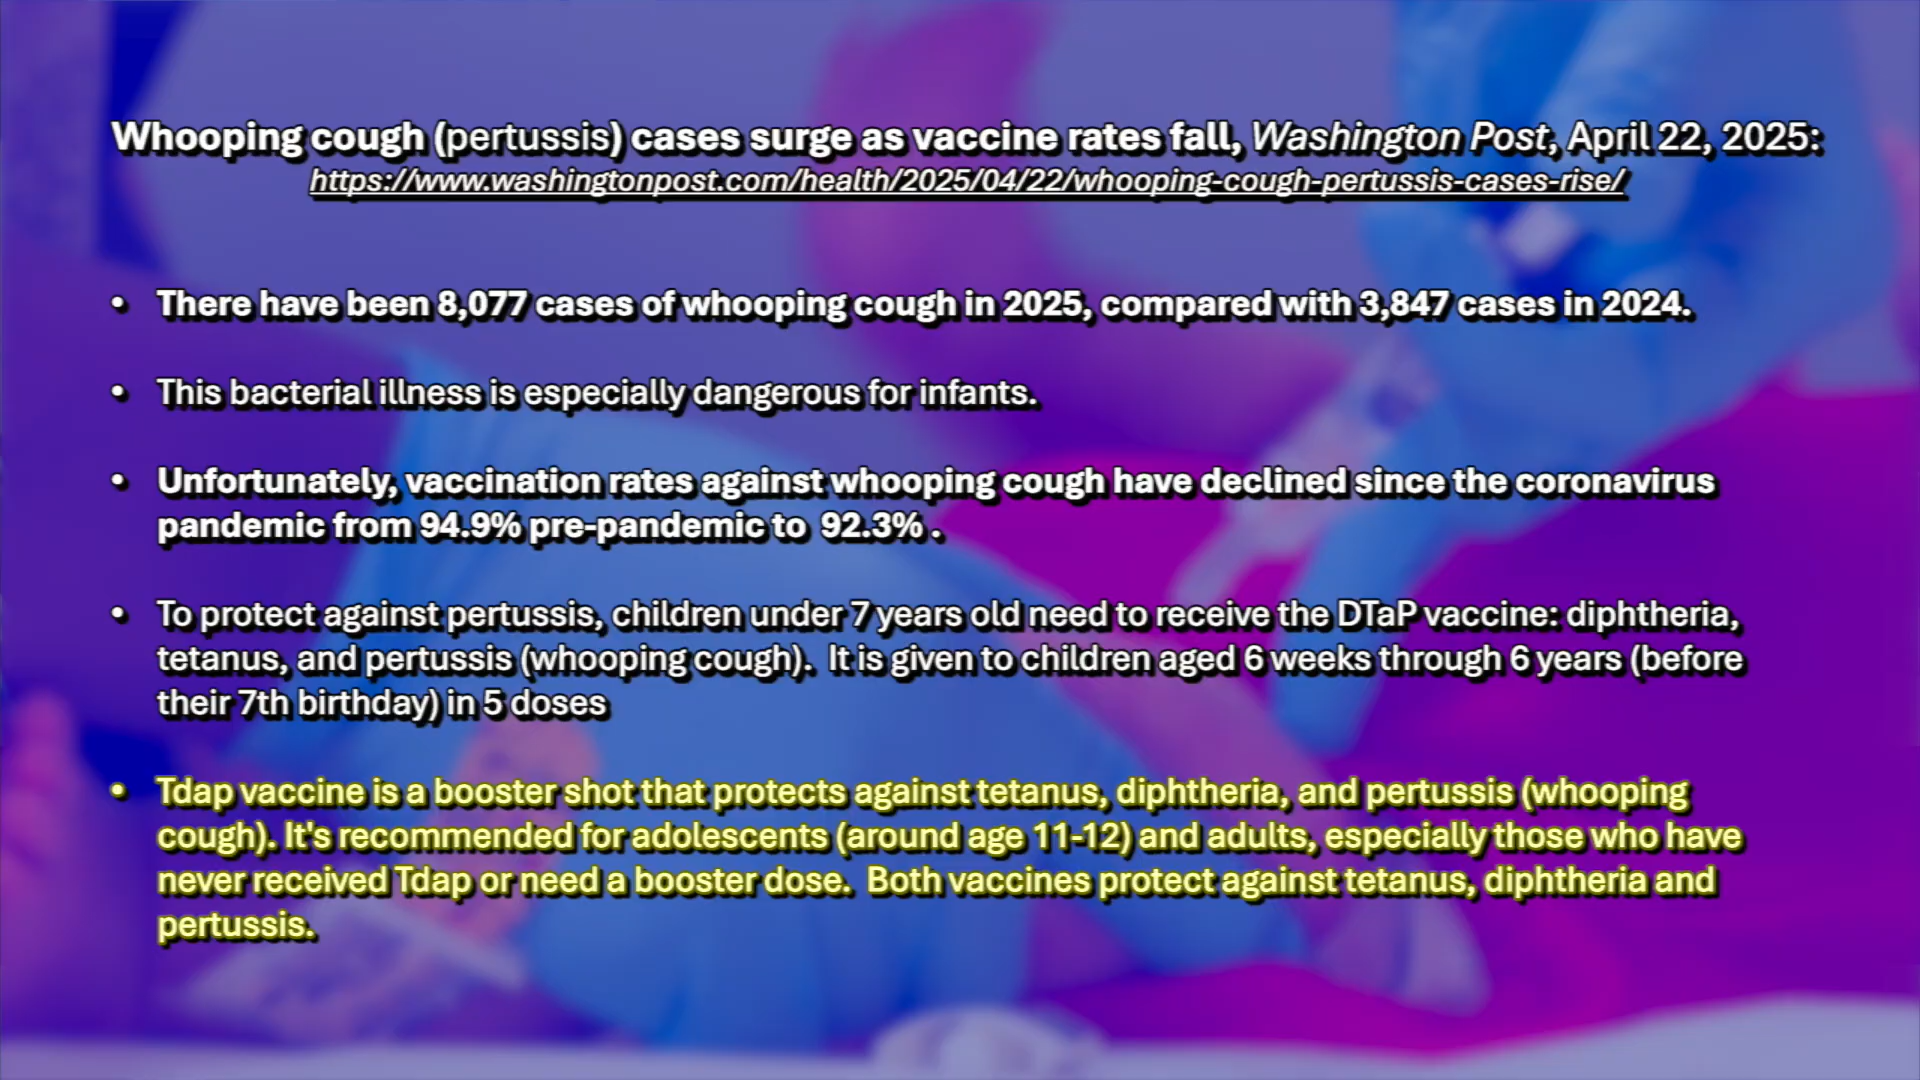 Whooping cough (pertussis) cases surge as vaccine rates fall, Washington Post, April 22, 2025:
https://www.washingtonpost.com/health/2025/04/22/whooping-cough-pertussis-cases-rise/
• There have been 8,077 cases of whooping cough in 2025, compared with 3,847 cases in 2024.
• This bacterial illness is especially dangerous for infants.
• Unfortunately, vaccination rates against whooping cough have declined since the coronavirus
pandemic from 94.9% pre-pandemic to  92.3% .
• To protect against pertussis, children under 7 years old need to receive the DTaP vaccine: diphtheria,
tetanus, and pertussis (whooping cough).  It is given to children aged 6 weeks through 6 years (before
their 7th birthday) in 5 doses
• Tdap vaccine is a booster shot that protects against tetanus, diphtheria, and pertussis (whooping
cough). It's recommended for adolescents (around age 11-12) and adults, especially those who have
never received Tdap or need a booster dose.  Both vaccines protect against tetanus, diphtheria and
pertussis.